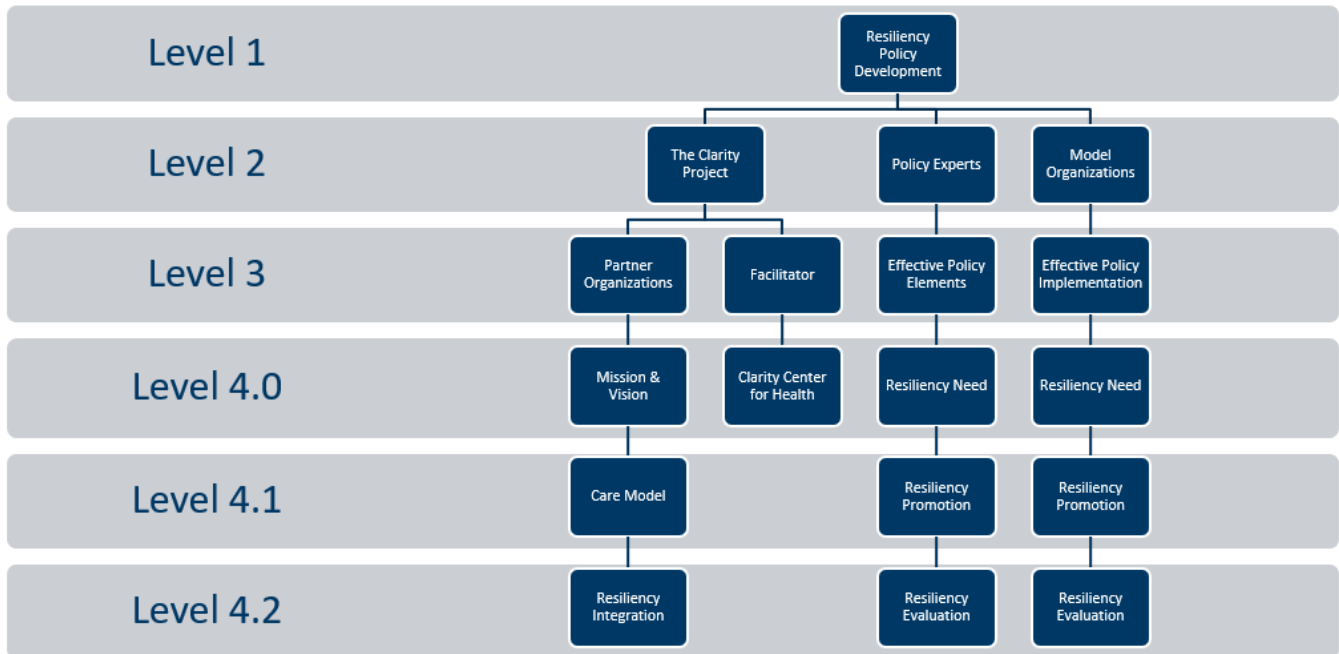 Level 1
Resiliency
Policy
Development
Level 2
The Clarity
Project
Policy Experts
Model
Organizations
Level 3
Partner
Organizations
Facilitator
Effective Policy
Elements
Effective Policy
Implementation
Level 4.0
Mission &
Vision
Clarity Center
for Health
Resiliency Need
Resiliency Need
Level 4.1
Care Model
Resiliency
Promotion
Resiliency
Promotion
Level 4.2
Resiliency
Integration
Resiliency
Evaluation
Resiliency
Evaluation